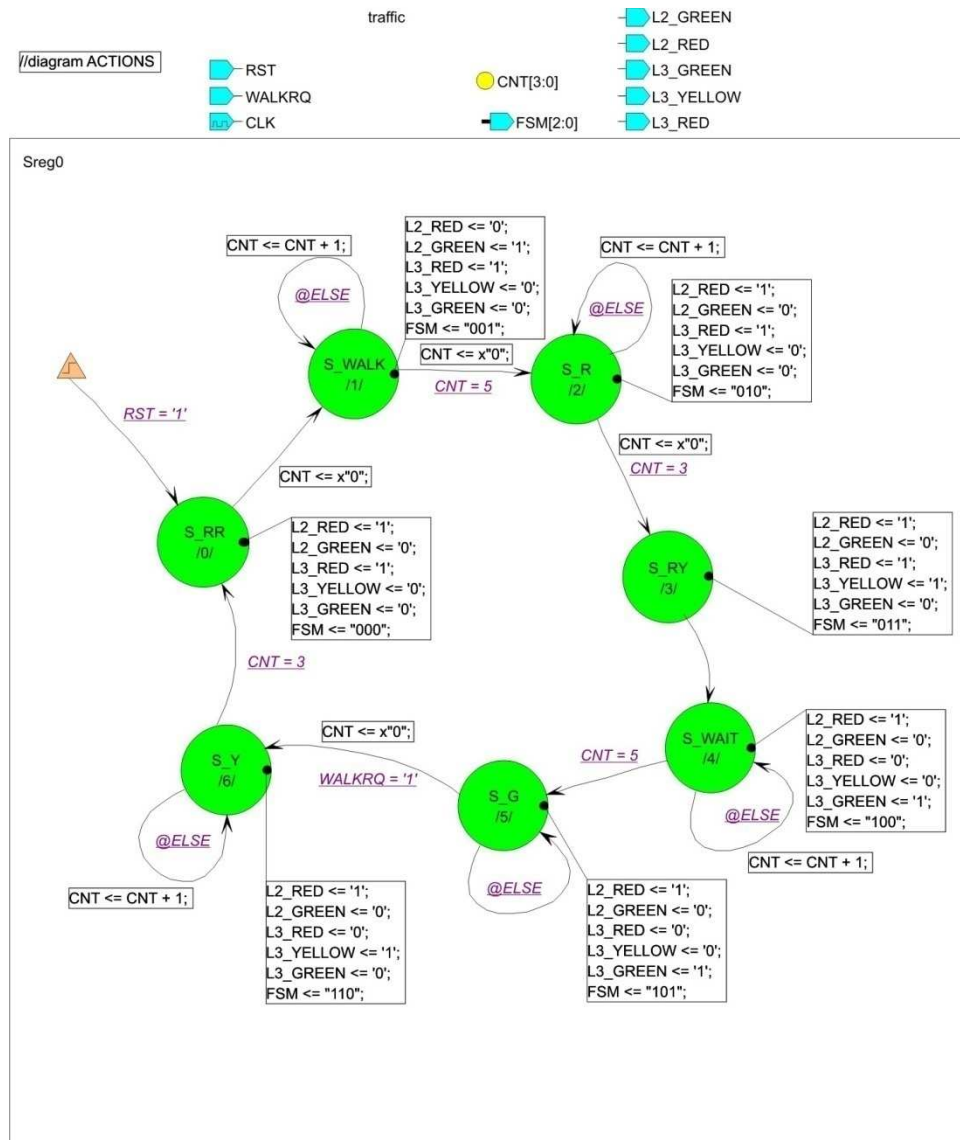 traffic
//diagram ACTIONS
RST
WALKRQ
CLK
CNT[3:0]
FSM[2:0]
L2_GREEN
L2_RED
L3_GREEN
L3_YELLOW
L3_RED
Sreg0
CNT <= CNT + 1;
@ELSE
L2_RED <= '0';
L2_GREEN <= '1';
L3_RED <= '1';
L3_YELLOW <= '0';
L3_GREEN <= '0';
FSM <= "001";
S_WALK
/1/
CNT <= x"0";
CNT = 5
CNT <= CNT + 1;
@ELSE
L2_RED <= '1';
L2_GREEN <= '0';
L3_RED <= '1';
L3_YELLOW <= '0';
L3_GREEN <= '0';
FSM <= "010";
S_R
/2/
RST = '1'
CNT <= x"0";
CNT <= x"0";
CNT = 3
S_RR
/0/
L2_RED <= '1';
L2_GREEN <= '0';
L3_RED <= '1';
L3_YELLOW <= '0';
L3_GREEN <= '0';
FSM <= "000";
S_RY
/3/
L2_RED <= '1';
L2_GREEN <= '0';
L3_RED <= '1';
L3_YELLOW <= '1';
L3_GREEN <= '0';
FSM <= "011";
CNT = 3
S_Y
/6/
@ELSE
CNT <= CNT + 1;
L2_RED <= '1';
L2_GREEN <= '0';
L3_RED <= '0';
L3_YELLOW <= '1';
L3_GREEN <= '0';
FSM <= "110";
CNT <= x"0";
WALKRQ = '1'
S_G
/5/
@ELSE
L2_RED <= '1';
L2_GREEN <= '0';
L3_RED <= '0';
L3_YELLOW <= '0';
L3_GREEN <= '1';
FSM <= "101";
CNT = 5
S_WAIT
/4/
@ELSE
CNT <= CNT + 1;
L2_RED <= '1';
L2_GREEN <= '0';
L3_RED <= '0';
L3_YELLOW <= '0';
L3_GREEN <= '1';
FSM <= "100";